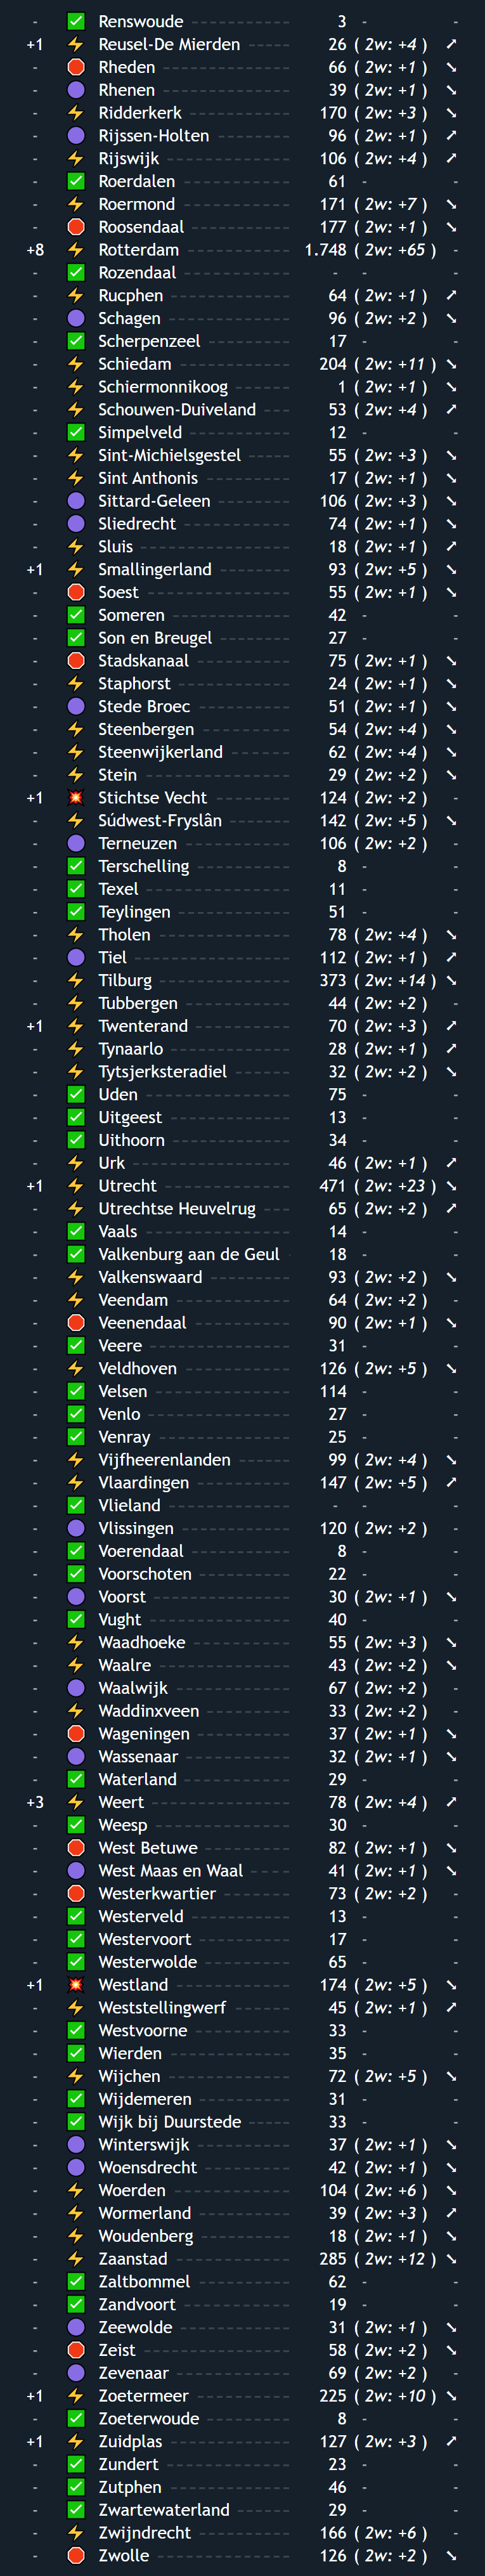 - ✅ Renswoude 3 - -
+1 ⚡ Reusel-De Mierden 26 ( 2w: +4 ) ➚
- 🛑 Rheden 66 ( 2w: +1 ) ➘
- 🟣 Rhenen 39 ( 2w: +1 ) ➘
- ⚡ Ridderkerk 170 ( 2w: +3 ) ➘
- 🟣 Rijssen-Holten 96 ( 2w: +1 ) ➚
- ⚡ Rijswijk 106 ( 2w: +4 ) ➚
- ✅ Roerdalen 61 - -
- ⚡ Roermond 171 ( 2w: +7 ) ➘
- 🛑 Roosendaal 177 ( 2w: +1 ) ➘
+8 ⚡ Rotterdam 1.748 ( 2w: +65 ) -
- ✅ Rozendaal - - -
- ⚡ Rucphen 64 ( 2w: +1 ) ➚
- 🟣 Schagen 96 ( 2w: +2 ) ➘
- ✅ Scherpenzeel 17 - -
- ⚡ Schiedam 204 ( 2w: +11 ) ➘
- ⚡ Schiermonnikoog 1 ( 2w: +1 ) ➘
- ⚡ Schouwen-Duiveland 53 ( 2w: +4 ) ➚
- ✅ Simpelveld 12 - -
- ⚡ Sint-Michielsgestel 55 ( 2w: +3 ) ➘
- ⚡ Sint Anthonis 17 ( 2w: +1 ) ➘
- 🟣 Sittard-Geleen 106 ( 2w: +3 ) ➘
- 🟣 Sliedrecht 74 ( 2w: +1 ) ➘
- ⚡ Sluis 18 ( 2w: +1 ) ➚
+1 ⚡ Smallingerland 93 ( 2w: +5 ) ➘
- 🛑 Soest 55 ( 2w: +1 ) ➘
- ✅ Someren 42 - -
- ✅ Son en Breugel 27 - -
- 🛑 Stadskanaal 75 ( 2w: +1 ) ➘
- ⚡ Staphorst 24 ( 2w: +1 ) ➘
- 🟣 Stede Broec 51 ( 2w: +1 ) ➘
- ⚡ Steenbergen 54 ( 2w: +4 ) ➘
- ⚡ Steenwijkerland 62 ( 2w: +4 ) ➘
- ⚡ Stein 29 ( 2w: +2 ) ➘
+1 💥 Stichtse Vecht 124 ( 2w: +2 ) -
- ⚡ Súdwest-Fryslân 142 ( 2w: +5 ) ➘
- 🟣 Terneuzen 106 ( 2w: +2 ) -
- ✅ Terschelling 8 - -
- ✅ Texel 11 - -
- ✅ Teylingen 51 - -
- ⚡ Tholen 78 ( 2w: +4 ) ➘
- 🟣 Tiel 112 ( 2w: +1 ) ➚
- ⚡ Tilburg 373 ( 2w: +14 ) ➘
- ⚡ Tubbergen 44 ( 2w: +2 ) -
+1 ⚡ Twenterand 70 ( 2w: +3 ) ➚
- ⚡ Tynaarlo 28 ( 2w: +1 ) ➚
- ⚡ Tytsjerksteradiel 32 ( 2w: +2 ) ➘
- ✅ Uden 75 - -
- ✅ Uitgeest 13 - -
- ✅ Uithoorn 34 - -
- ⚡ Urk 46 ( 2w: +1 ) ➚
+1 ⚡ Utrecht 471 ( 2w: +23 ) ➘
- ⚡ Utrechtse Heuvelrug 65 ( 2w: +2 ) ➚
- ✅ Vaals 14 - -
- ✅ Valkenburg aan de Geul 18 - -
- ⚡ Valkenswaard 93 ( 2w: +2 ) ➘
- ⚡ Veendam 64 ( 2w: +2 ) -
- 🛑 Veenendaal 90 ( 2w: +1 ) ➘
- ✅ Veere 31 - -
- ⚡ Veldhoven 126 ( 2w: +5 ) ➘
- ✅ Velsen 114 - -
- ✅ Venlo 27 - -
- ✅ Venray 25 - -
- ⚡ Vijfheerenlanden 99 ( 2w: +4 ) ➘
- ⚡ Vlaardingen 147 ( 2w: +5 ) ➚
- ✅ Vlieland - - -
- 🟣 Vlissingen 120 ( 2w: +2 ) -
- ✅ Voerendaal 8 - -
- ✅ Voorschoten 22 - -
- 🟣 Voorst 30 ( 2w: +1 ) ➘
- ✅ Vught 40 - -
- ⚡ Waadhoeke 55 ( 2w: +3 ) ➘
- ⚡ Waalre 43 ( 2w: +2 ) ➘
- 🟣 Waalwijk 67 ( 2w: +2 ) -
- ⚡ Waddinxveen 33 ( 2w: +2 ) -
- 🛑 Wageningen 37 ( 2w: +1 ) ➘
- 🟣 Wassenaar 32 ( 2w: +1 ) ➘
- ✅ Waterland 29 - -
+3 ⚡ Weert 78 ( 2w: +4 ) ➚
- ✅ Weesp 30 - -
- 🛑 West Betuwe 82 ( 2w: +1 ) ➘
- 🟣 West Maas en Waal 41 ( 2w: +1 ) ➘
- 🛑 Westerkwartier 73 ( 2w: +2 ) -
- ✅ Westerveld 13 - -
- ✅ Westervoort 17 - -
- ✅ Westerwolde 65 - -
+1 💥 Westland 174 ( 2w: +5 ) ➘
- ⚡ Weststellingwerf 45 ( 2w: +1 ) ➚
- ✅ Westvoorne 33 - -
- ✅ Wierden 35 - -
- ⚡ Wijchen 72 ( 2w: +5 ) ➘
- ✅ Wijdemeren 31 - -
- ✅ Wijk bij Duurstede 33 - -
- 🟣 Winterswijk 37 ( 2w: +1 ) ➘
- 🟣 Woensdrecht 42 ( 2w: +1 ) ➘
- ⚡ Woerden 104 ( 2w: +6 ) ➘
- ⚡ Wormerland 39 ( 2w: +3 ) ➚
- ⚡ Woudenberg 18 ( 2w: +1 ) ➘
- ⚡ Zaanstad 285 ( 2w: +12 ) ➘
- ✅ Zaltbommel 62 - -
- ✅ Zandvoort 19 - -
- 🟣 Zeewolde 31 ( 2w: +1 ) ➘
- 🛑 Zeist 58 ( 2w: +2 ) ➘
- 🟣 Zevenaar 69 ( 2w: +2 ) -
+1 ⚡ Zoetermeer 225 ( 2w: +10 ) ➘
- ✅ Zoeterwoude 8 - -
+1 ⚡ Zuidplas 127 ( 2w: +3 ) ➚
- ✅ Zundert 23 - -
- ✅ Zutphen 46 - -
- ✅ Zwartewaterland 29 - -
- ⚡ Zwijndrecht 166 ( 2w: +6 ) -
- 🛑 Zwolle 126 ( 2w: +2 ) ➘